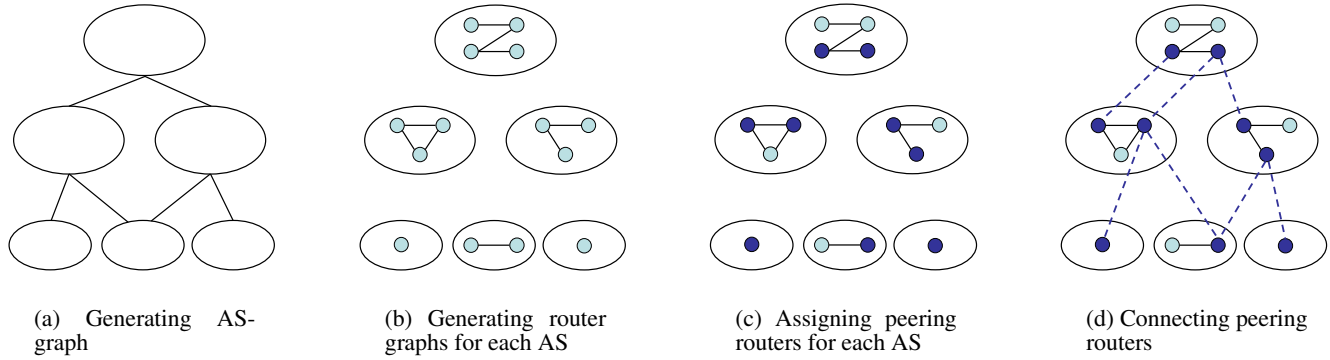 (a) Generating AS-
graph
(b) Generating router
graphs for each AS
(c) Assigning peering
routers for each AS
(d) Connecting peering
routers